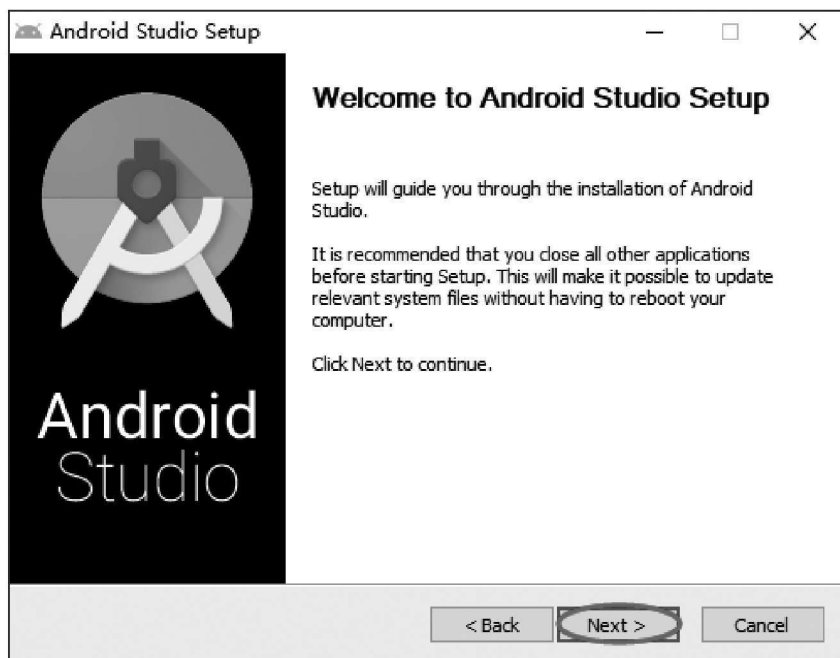 Android Studio Setup
Welcome to Android Studio Setup
Setup will guide you through the installation of Android
Studio.
It is recommended that you close all other applications
before starting Setup. This will make it possible to update
relevant system files without having to reboot your
computer.
Click Next to continue.
Android
Studio
< Back
Next >
Cancel